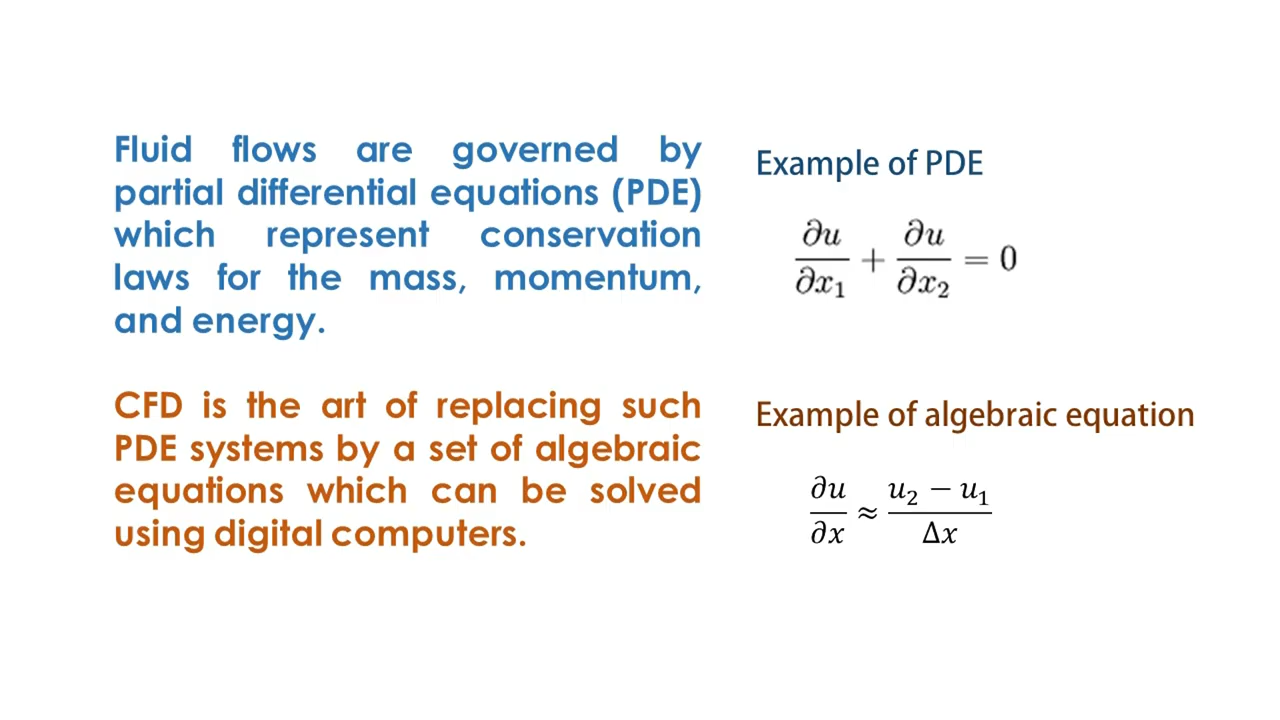 Fluid flows are governed by
partial differential equations (PDE)
which represent conservation
laws for the mass, momentum,
and energy.
CFD is the art of replacing such
PDE systems by a set of algebraic
equations which can be solved
using digital computers.
Example of PDE
∂u/∂x₁ + ∂u/∂x₂ = 0
Example of algebraic equation
∂u/∂x ≈ (u₂ − u₁)/Δx